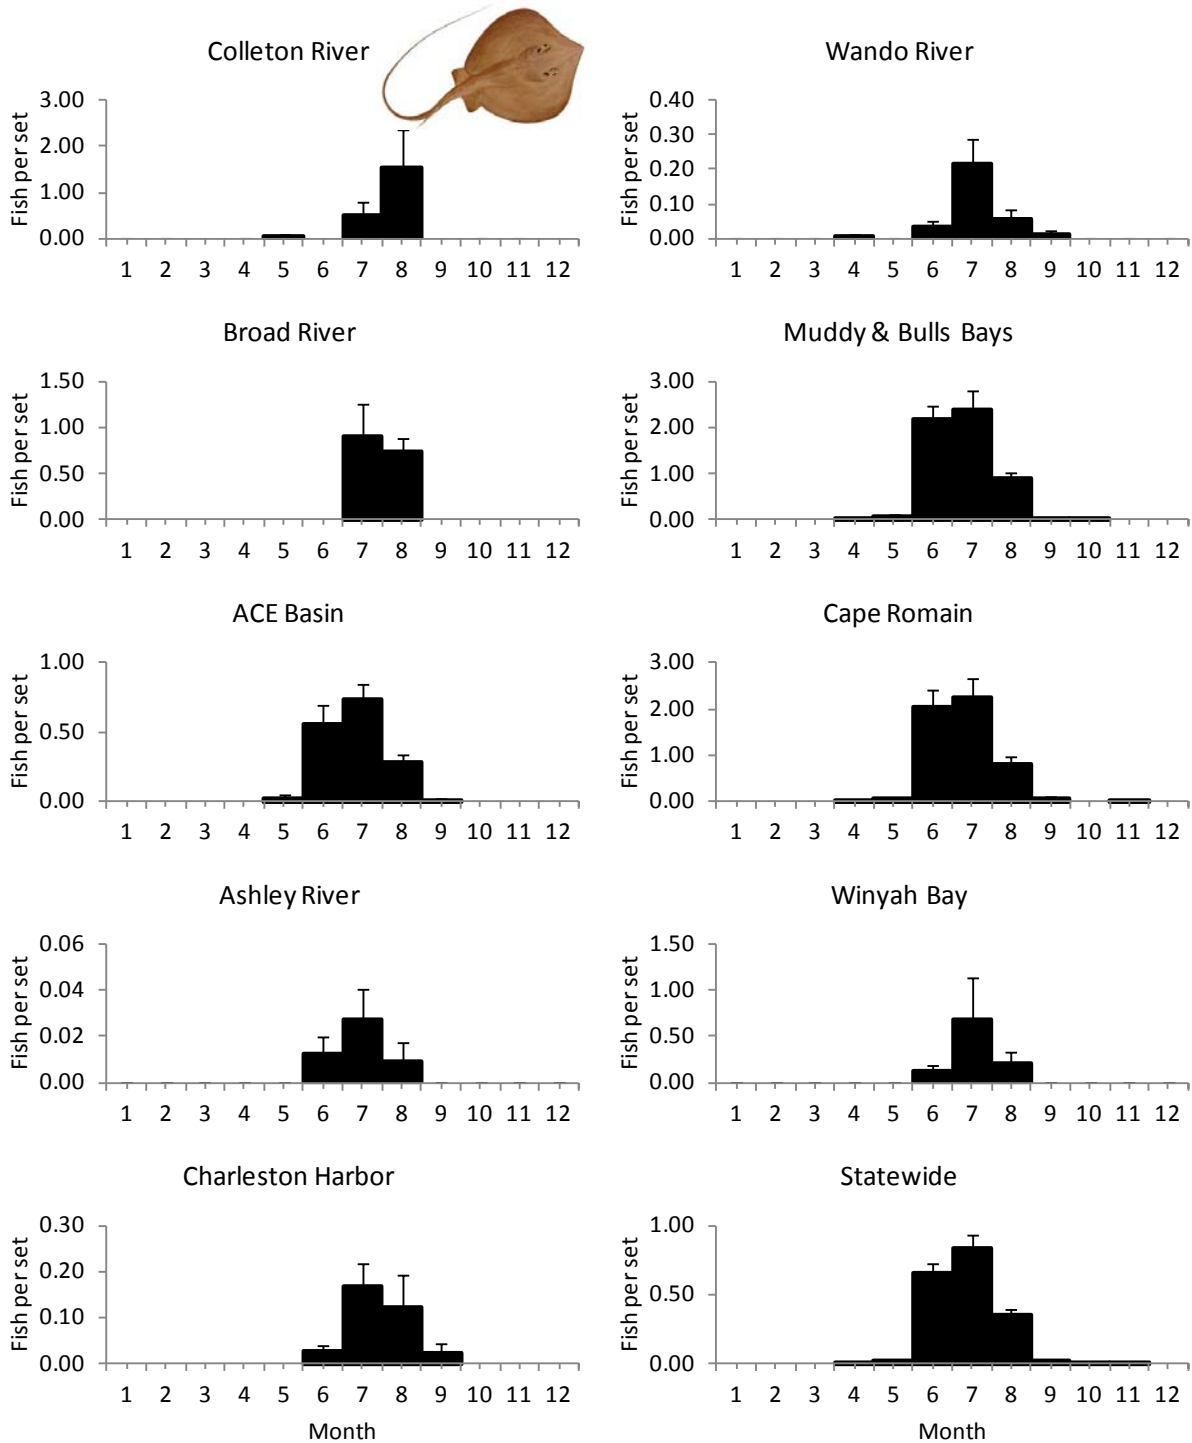 Colleton River
Fish per set
3.00
2.00
1.00
0.00
1 2 3 4 5 6 7 8 9 10 11 12
Wando River
Fish per set
0.40
0.30
0.20
0.10
0.00
1 2 3 4 5 6 7 8 9 10 11 12
Broad River
Fish per set
1.50
1.00
0.50
0.00
1 2 3 4 5 6 7 8 9 10 11 12
Muddy & Bulls Bays
Fish per set
3.00
2.00
1.00
0.00
1 2 3 4 5 6 7 8 9 10 11 12
ACE Basin
Fish per set
1.00
0.50
0.00
1 2 3 4 5 6 7 8 9 10 11 12
Cape Romain
Fish per set
3.00
2.00
1.00
0.00
1 2 3 4 5 6 7 8 9 10 11 12
Ashley River
Fish per set
0.06
0.04
0.02
0.00
1 2 3 4 5 6 7 8 9 10 11 12
Winyah Bay
Fish per set
1.50
1.00
0.50
0.00
1 2 3 4 5 6 7 8 9 10 11 12
Charleston Harbor
Fish per set
0.30
0.20
0.10
0.00
1 2 3 4 5 6 7 8 9 10 11 12
Month
Statewide
Fish per set
1.00
0.50
0.00
1 2 3 4 5 6 7 8 9 10 11 12
Month